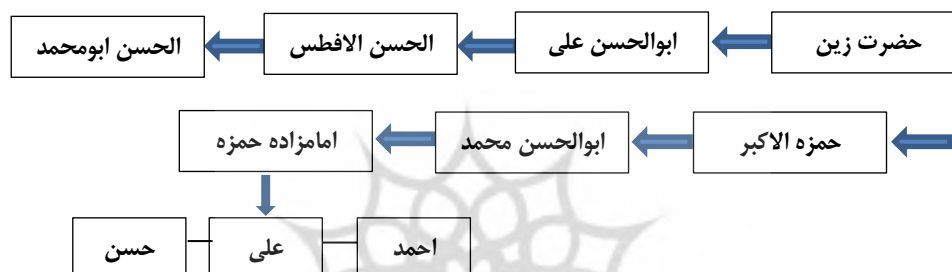 حضرت زین
ابوالحسن علی
الحسن الافطس
الحسن ابومحمد
حمزه الاکبر
ابوالحسن محمد
امامزاده حمزه
احمد
علی
حسن